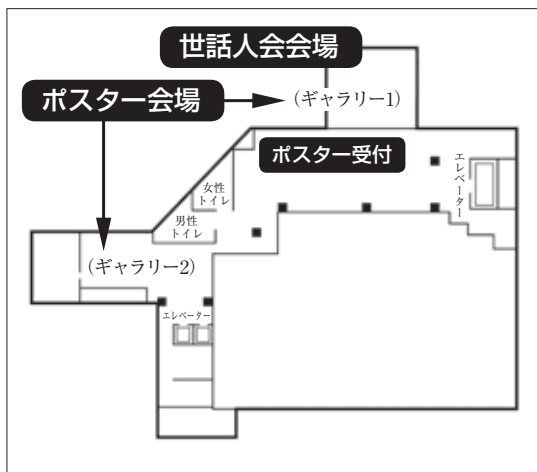 世話人会会場
ポスター会場
(ギャラリー1)
ポスター受付
エレベーター
女性
トイレ
男性
トイレ
(ギャラリー2)
エレベーター